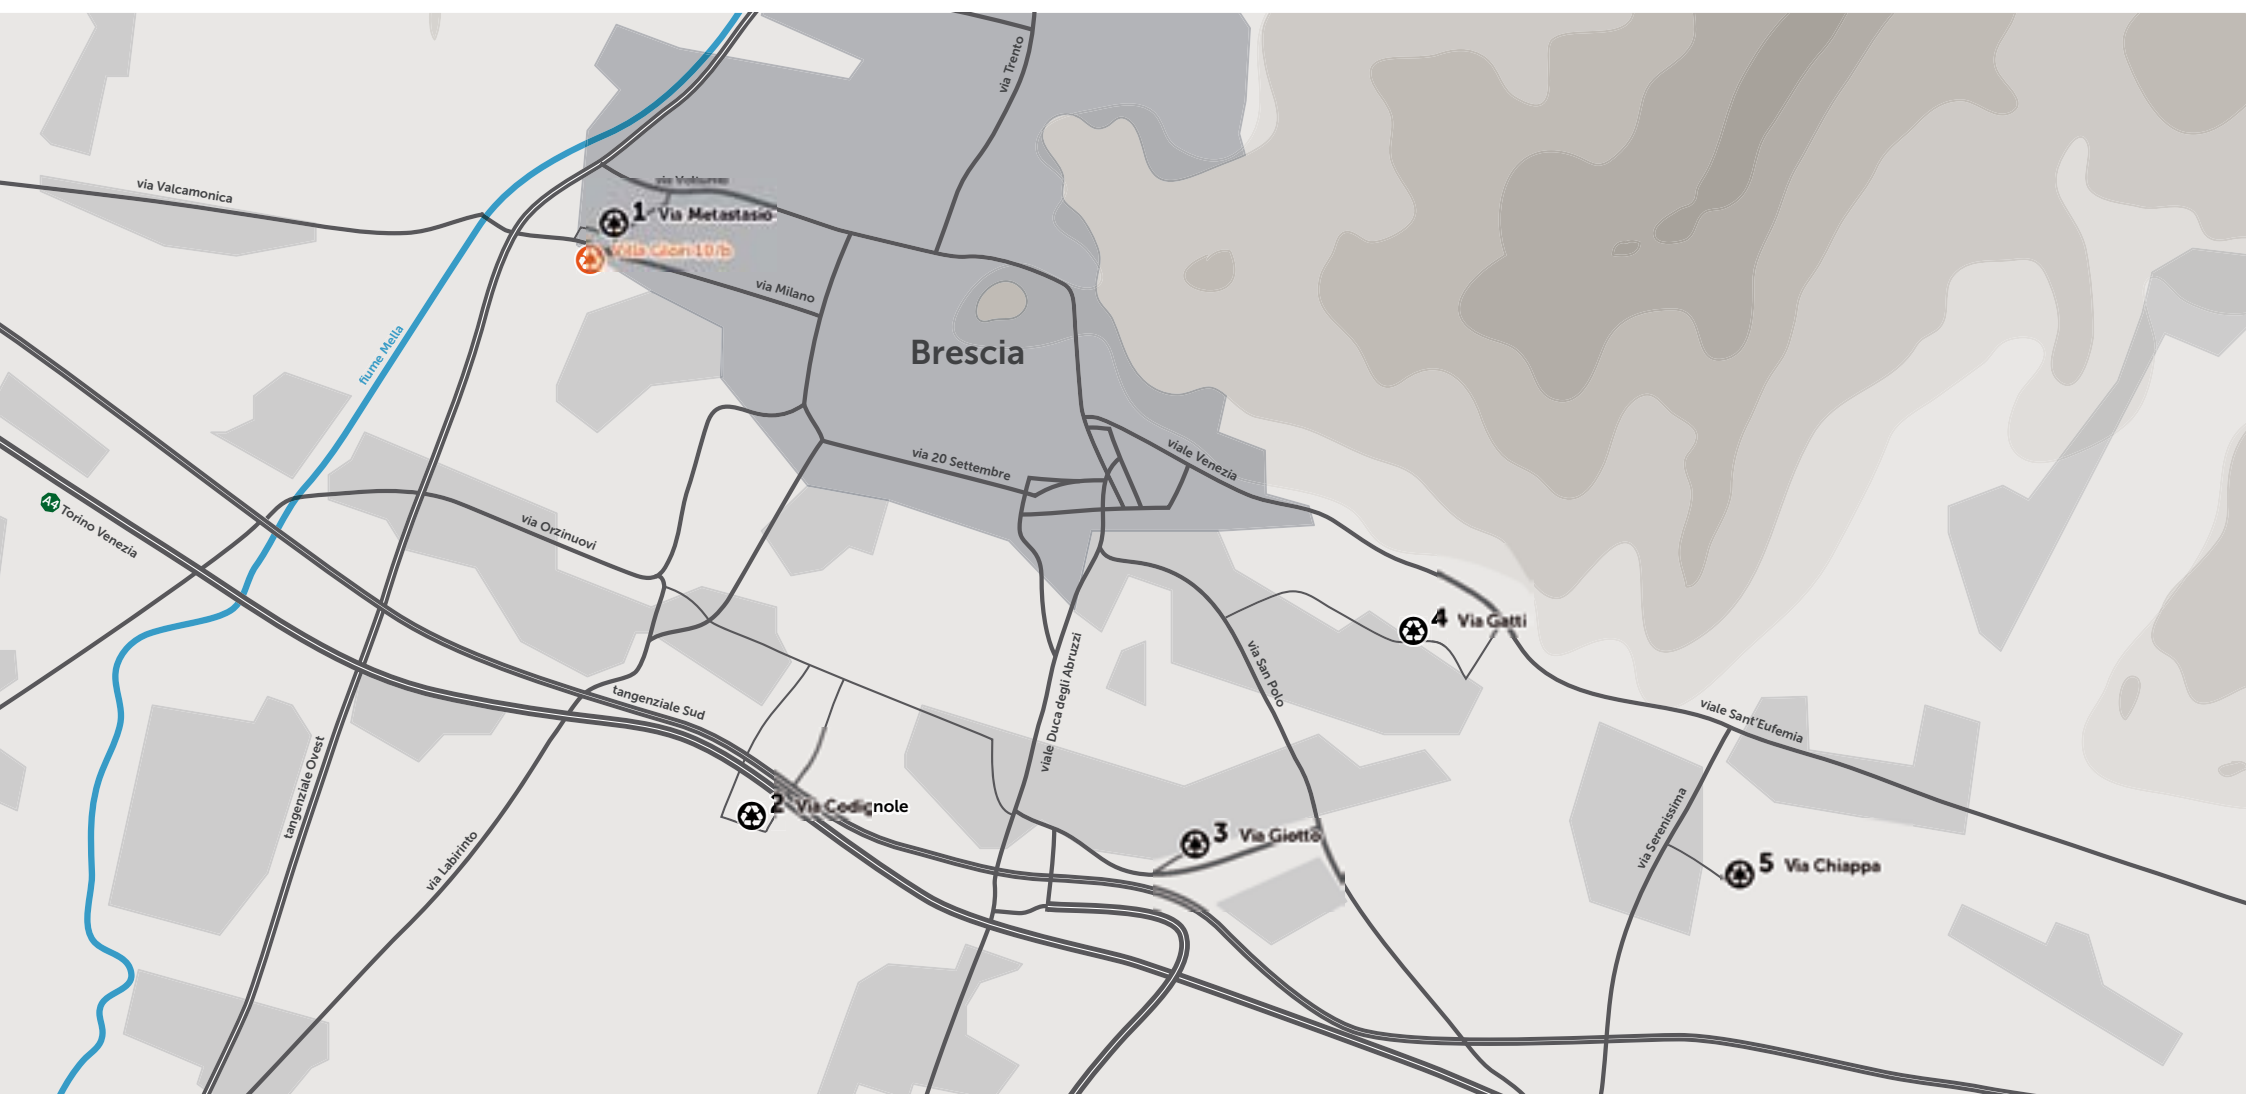 via Trento
via Valcamonica
via Volturno
1 Via Metastasio
via Milano
fiume Mella
Brescia
via 20 Settembre
viale Venezia
A4 Torino Venezia
via Orzinuovi
4 Via Gatti
via San Polo
viale Duca degli Abruzzi
tangenziale Sud
viale Sant'Eufemia
tangenziale Ovest
2 Via Codignole
via Serenissima
3 Via Giotto
via Labirinto
5 Via Chiappa